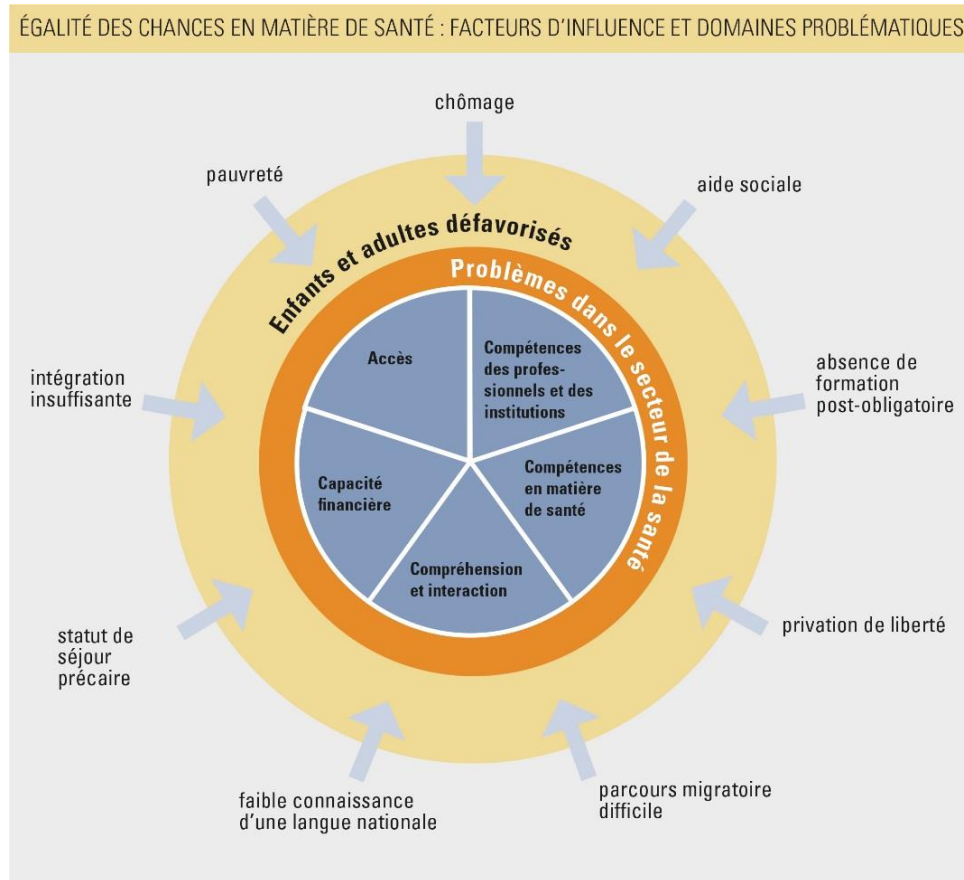 ÉGALITÉ DES CHANCES EN MATIÈRE DE SANTÉ : FACTEURS D'INFLUENCE ET DOMAINES PROBLÉMATIQUES
chômage
pauvreté
aide sociale
Enfants et adultes défavorisés
Problèmes dans le secteur de la santé
Accès
Compétences
des profes-
sionnels et des
institutions
intégration
insuffisante
absence de
formation
post-obligatoire
Capacité
financière
Compétences
en matière
de santé
Compréhension
et interaction
statut de
séjour
précaire
privation de liberté
faible connaissance
d'une langue nationale
parcours migratoire
difficile